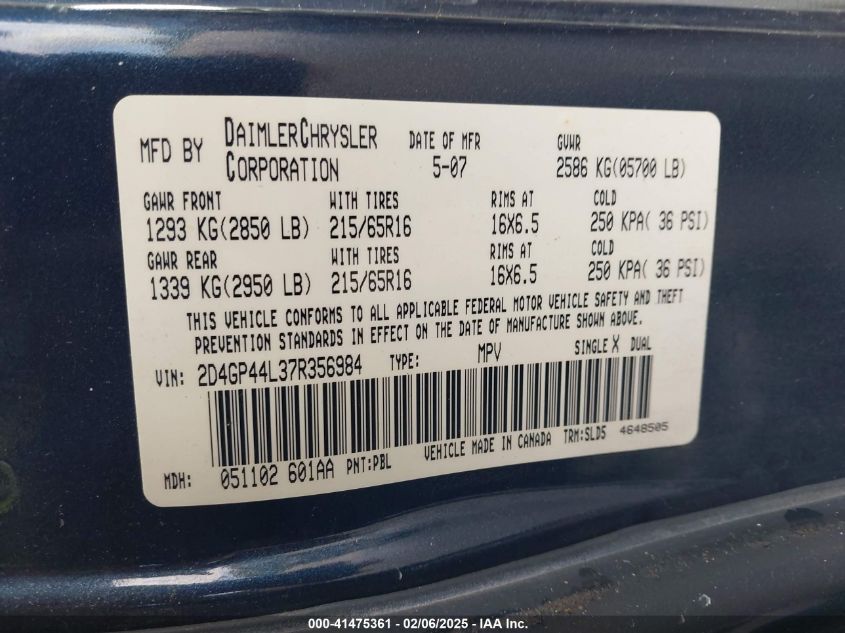 MFD BY DAIMLERCHRYSLER CORPORATION DATE OF MFR 5-07 GVWR 2586 KG(05700 LB)
GAWR FRONT WITH TIRES RIMS AT COLD
1293 KG(2850 LB) 215/65R16 16X6.5 250 KPA( 36 PSI)
GAWR REAR WITH TIRES RIMS AT COLD
1339 KG(2950 LB) 215/65R16 16X6.5 250 KPA( 36 PSI)
THIS VEHICLE CONFORMS TO ALL APPLICABLE FEDERAL MOTOR VEHICLE SAFETY AND THEFT
PREVENTION STANDARDS IN EFFECT ON THE DATE OF MANUFACTURE SHOWN ABOVE.
VIN: 2D4GP44L37R356984 TYPE: MPV SINGLE X DUAL
MDH: 051102 601AA PNT:PBL VEHICLE MADE IN CANADA TRM:SLD5 4648505
000-41475361 - 02/06/2025 - IAA Inc.